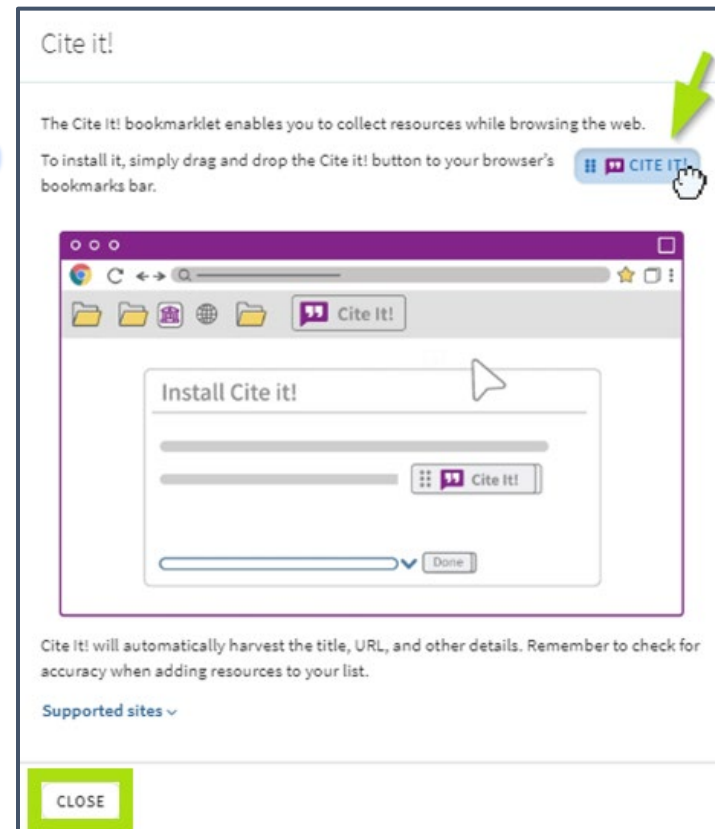 Cite it!
The Cite It! bookmarklet enables you to collect resources while browsing the web.
To install it, simply drag and drop the Cite it! button to your browser's
bookmarks bar.
CITE IT!
Cite It!
Install Cite it!
Cite It!
Done
Cite It! will automatically harvest the title, URL, and other details. Remember to check for
accuracy when adding resources to your list.
Supported sites
CLOSE